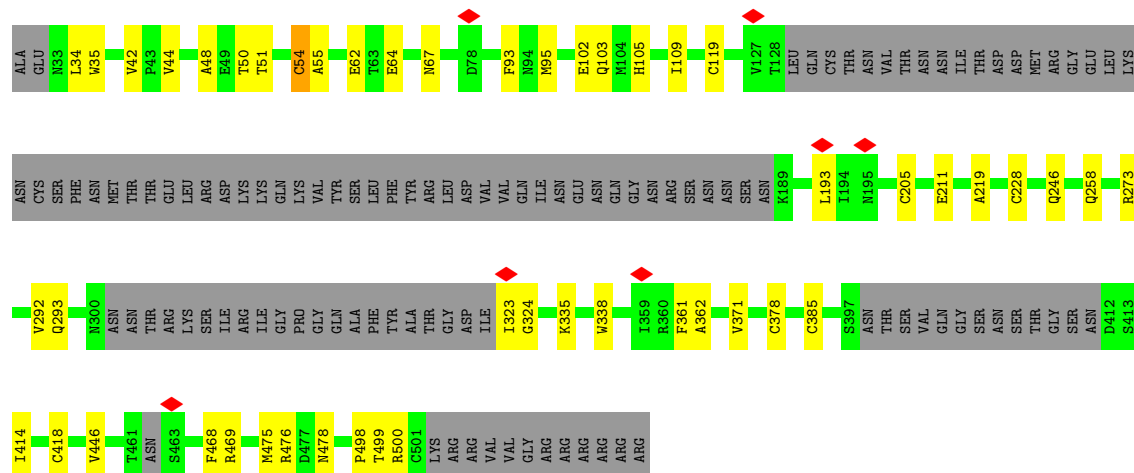 ALA GLU N33 L34 W35 V42 P43 V44 A48 E49 T50 T51 C54 A55 E62 T63 E64 N67 D78 F93 N94 M95 E102 Q103 M104 H105 I109 C119 V127 T128 LEU GLN CYS THR ASN VAL THR ASN ASN ILE THR ASP ASP MET ARG GLY GLU LEU LYS
ASN CYS SER PHE ASN MET THR THR GLU LEU ARG ASP LYS LYS GLN LYS VAL TYR SER LEU PHE TYR ARG LEU ASP VAL VAL GLN ILE ASN GLU ASN GLN GLY ASN ARG SER ASN ASN SER ASN K189 L193 I194 N195 C205 E211 A219 C228 Q246 Q258 R273
V292 Q293 N300 ASN ASN THR ARG LYS SER ILE ARG ILE GLY PRO GLY GLN ALA PHE TYR ALA THR GLY ASP ILE I323 G324 K335 W338 I359 R360 F361 A362 V371 C378 C385 S397 ASN THR SER VAL GLN GLY SER ASN SER THR GLY SER ASN D412 S413
I414 C418 V446 T461 ASN S463 F468 R469 M475 R476 D477 N478 P498 T499 R500 C501 LYS ARG ARG VAL VAL GLY ARG ARG ARG ARG ARG ARG